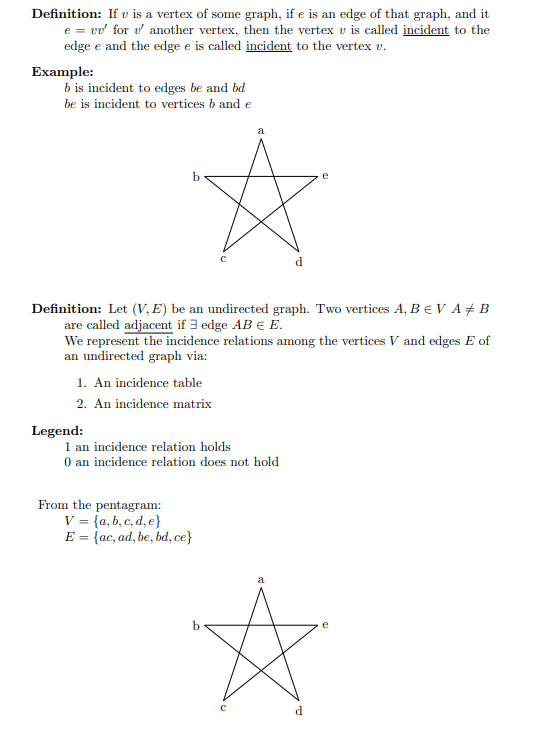 Definition: If v is a vertex of some graph, if e is an edge of that graph, and it
e = vv′ for v′ another vertex, then the vertex v is called incident to the
edge e and the edge e is called incident to the vertex v.
Example:
b is incident to edges be and bd
be is incident to vertices b and e
a
b
e
c
d
Definition: Let (V, E) be an undirected graph. Two vertices A, B ∈ V A ≠ B
are called adjacent if ∃ edge AB ∈ E.
We represent the incidence relations among the vertices V and edges E of
an undirected graph via:
1. An incidence table
2. An incidence matrix
Legend:
1 an incidence relation holds
0 an incidence relation does not hold
From the pentagram:
V = {a, b, c, d, e}
E = {ac, ad, be, bd, ce}
a
b
e
c
d